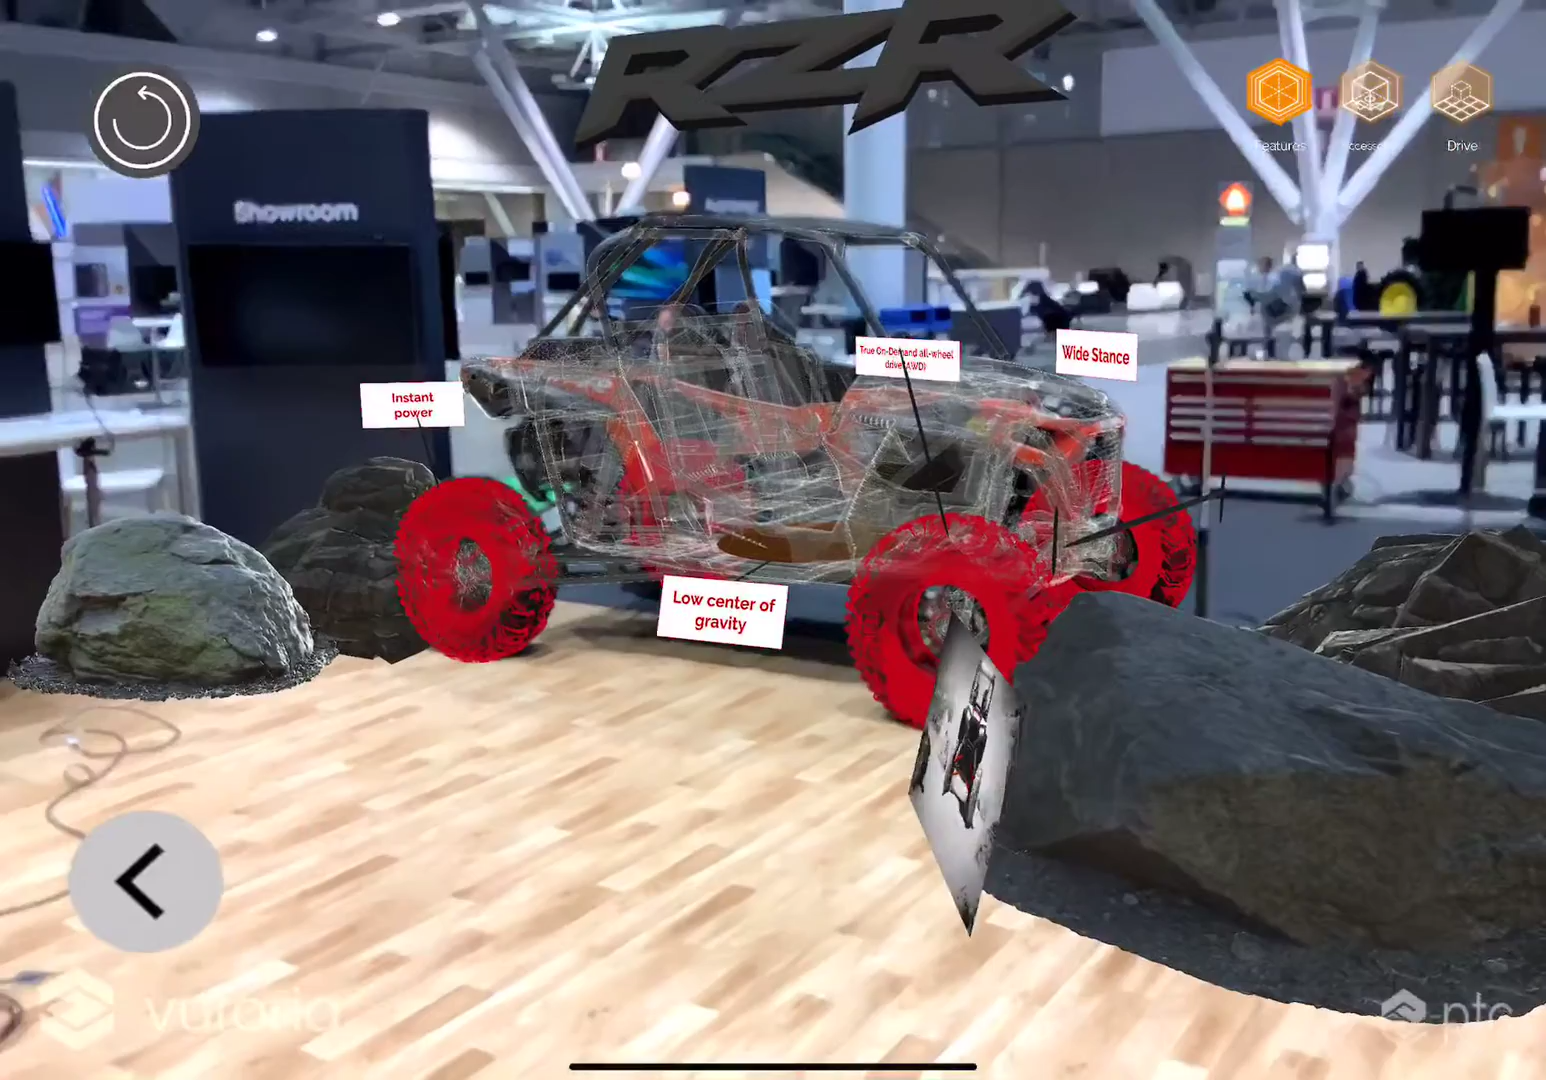 RZR
Features
Accesso
Drive
Showroom
True On-Demand all-wheel
drive(AWD)
Wide Stance
Instant
power
Low center of
gravity
vuforia
ptc